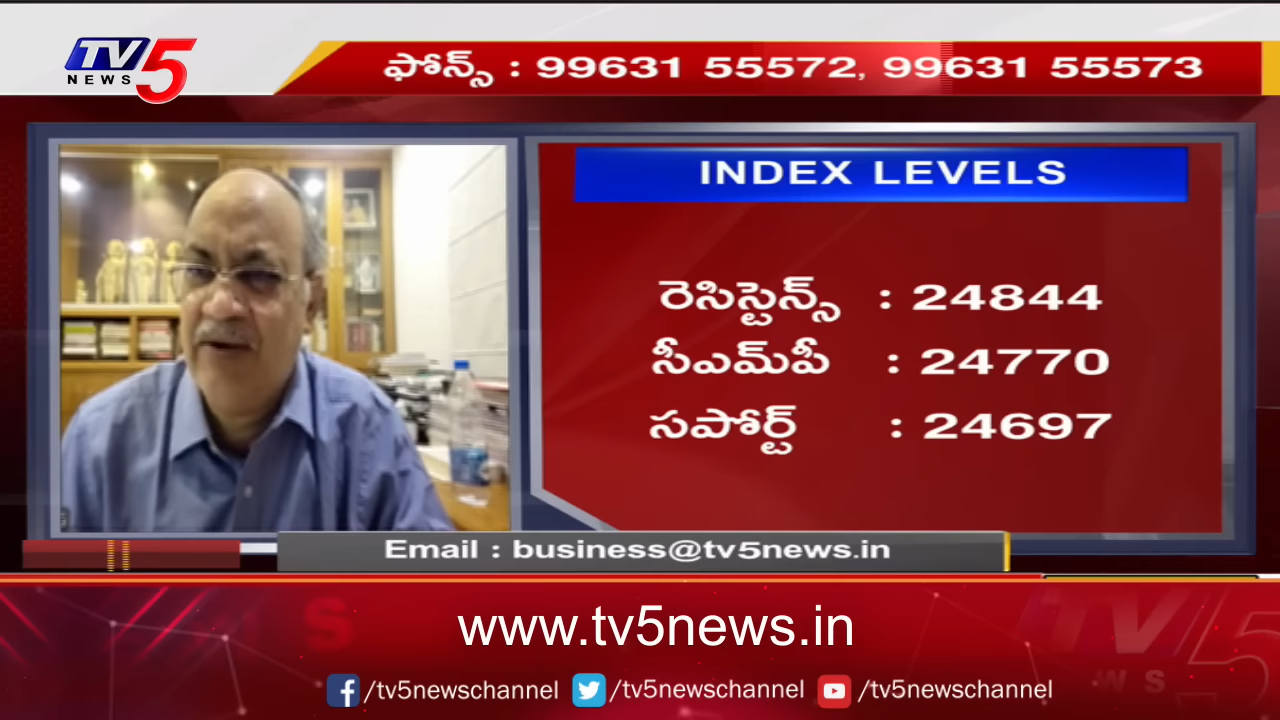 TV5
NEWS
ఫోన్స్ : 99631 55572, 99631 55573
INDEX LEVELS
రెసిస్టెన్స్ : 24844
సీఎమ్‌పీ : 24770
సపోర్ట్ : 24697
Email : business@tv5news.in
www.tv5news.in
/tv5newschannel /tv5newschannel /tv5newschannel